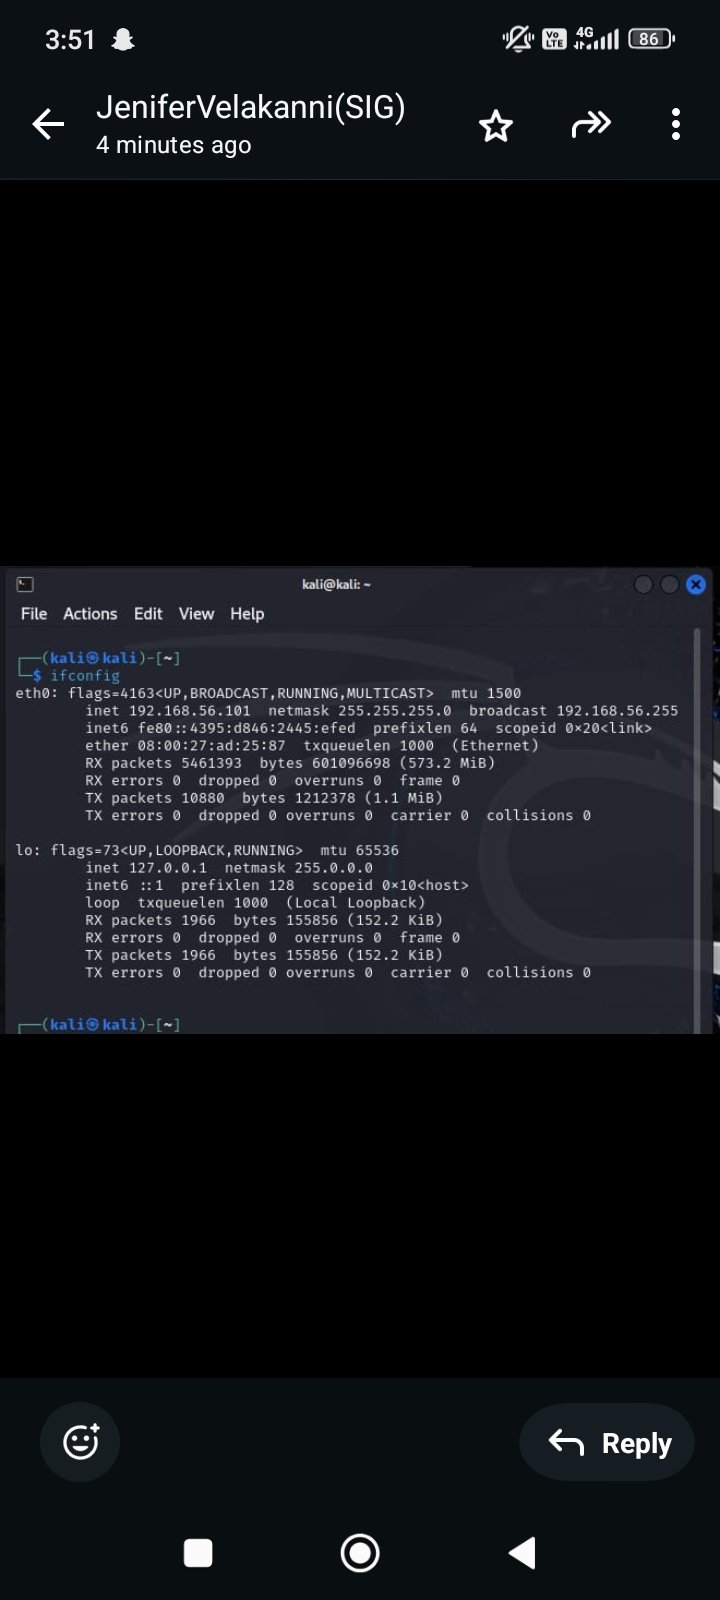 3:51
Vo LTE 4G 86
JeniferVelakanni(SIG)
4 minutes ago
kali@kali: ~
File Actions Edit View Help
┌──(kali㉿kali)-[~]
└─$ ifconfig
eth0: flags=4163<UP,BROADCAST,RUNNING,MULTICAST>  mtu 1500
        inet 192.168.56.101  netmask 255.255.255.0  broadcast 192.168.56.255
        inet6 fe80::4395:d846:2445:efed  prefixlen 64  scopeid 0×20<link>
        ether 08:00:27:ad:25:87  txqueuelen 1000  (Ethernet)
        RX packets 5461393  bytes 601096698 (573.2 MiB)
        RX errors 0  dropped 0  overruns 0  frame 0
        TX packets 10880  bytes 1212378 (1.1 MiB)
        TX errors 0  dropped 0 overruns 0  carrier 0  collisions 0
lo: flags=73<UP,LOOPBACK,RUNNING>  mtu 65536
        inet 127.0.0.1  netmask 255.0.0.0
        inet6 ::1  prefixlen 128  scopeid 0×10<host>
        loop  txqueuelen 1000  (Local Loopback)
        RX packets 1966  bytes 155856 (152.2 KiB)
        RX errors 0  dropped 0  overruns 0  frame 0
        TX packets 1966  bytes 155856 (152.2 KiB)
        TX errors 0  dropped 0 overruns 0  carrier 0  collisions 0
┌──(kali㉿kali)-[~]
Reply